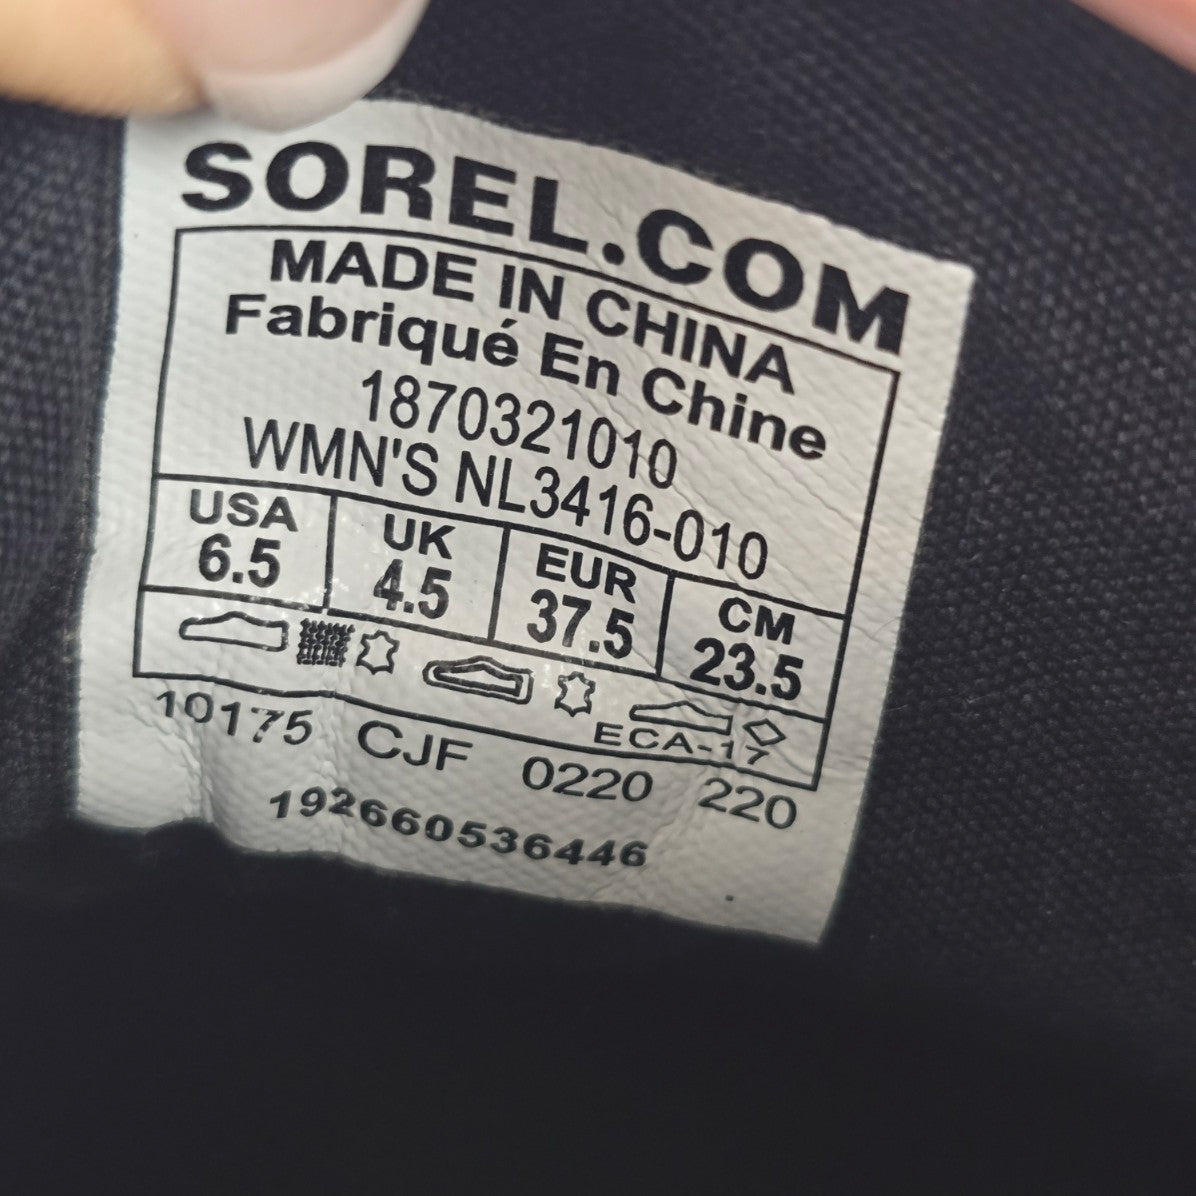 SOREL.COM
MADE IN CHINA
Fabriqué En Chine
1870321010
WMN'S NL3416-010
USA UK EUR CM
6.5 4.5 37.5 23.5
ECA-17
10175 CJF 0220 220
192660536446